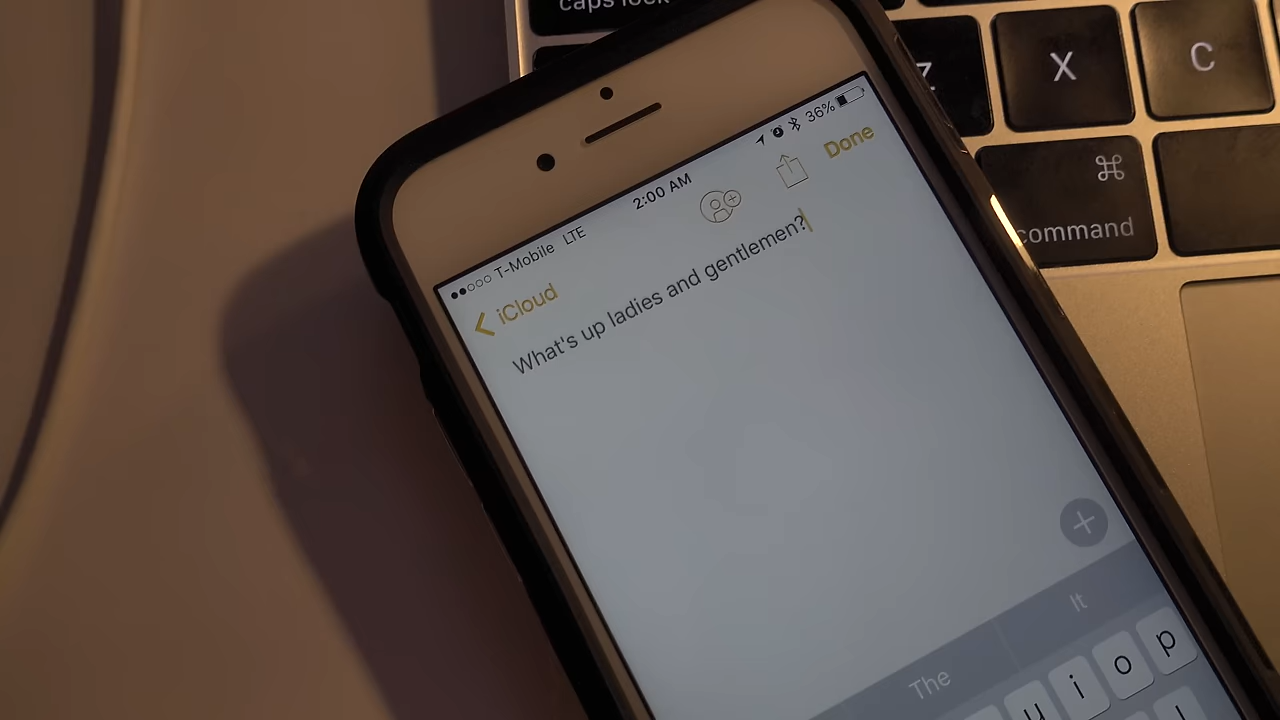 caps lock
Z X C
⌘
command
T-Mobile LTE 2:00 AM 36%
iCloud Done
What's up ladies and gentlemen?
The It
u i o p